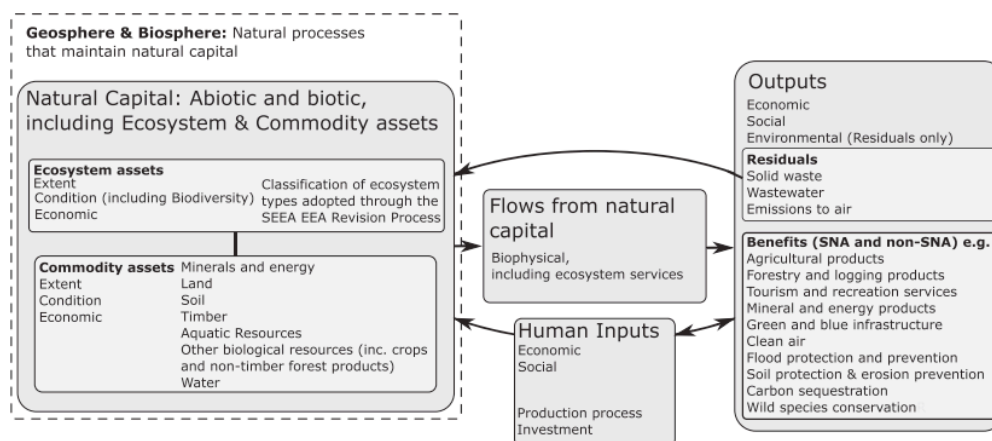 Geosphere & Biosphere: Natural processes
that maintain natural capital
Natural Capital: Abiotic and biotic,
including Ecosystem & Commodity assets
Ecosystem assets
Extent
Condition (including Biodiversity)
Economic
Classification of ecosystem
types adopted through the
SEEA EEA Revision Process
Commodity assets
Extent
Condition
Economic
Minerals and energy
Land
Soil
Timber
Aquatic Resources
Other biological resources (inc. crops
and non-timber forest products)
Water
Flows from natural
capital
Biophysical,
including ecosystem services
Human Inputs
Economic
Social
Production process
Investment
Outputs
Economic
Social
Environmental (Residuals only)
Residuals
Solid waste
Wastewater
Emissions to air
Benefits (SNA and non-SNA) e.g.
Agricultural products
Forestry and logging products
Tourism and recreation services
Mineral and energy products
Green and blue infrastructure
Clean air
Flood protection and prevention
Soil protection & erosion prevention
Carbon sequestration
Wild species conservation